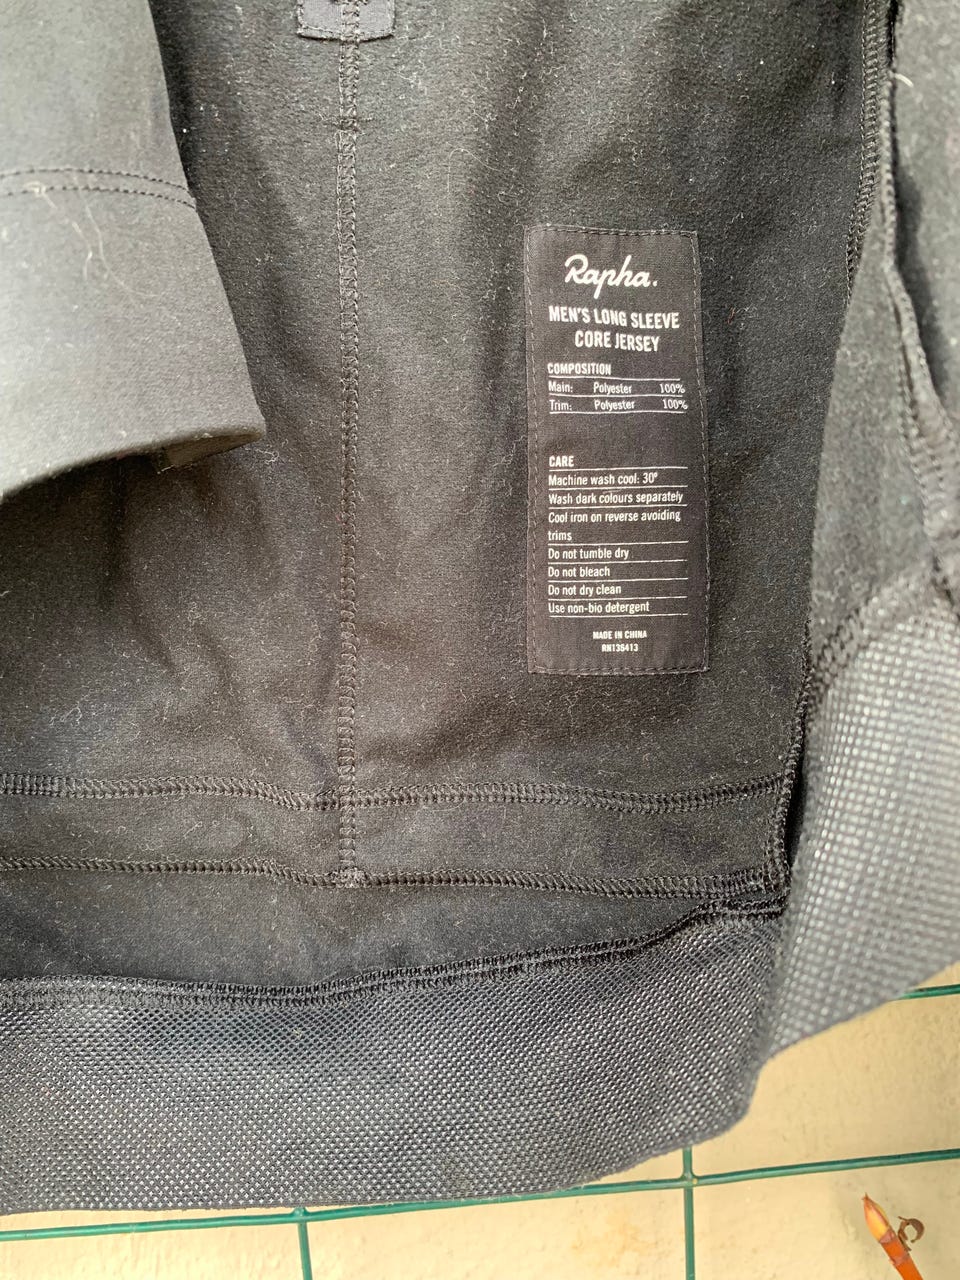 Rapha.
MEN'S LONG SLEEVE
CORE JERSEY
COMPOSITION
Main: Polyester 100%
Trim: Polyester 100%
CARE
Machine wash cool: 30°
Wash dark colours separately
Cool iron on reverse avoiding
trims
Do not tumble dry
Do not bleach
Do not dry clean
Use non-bio detergent
MADE IN CHINA
RN135413